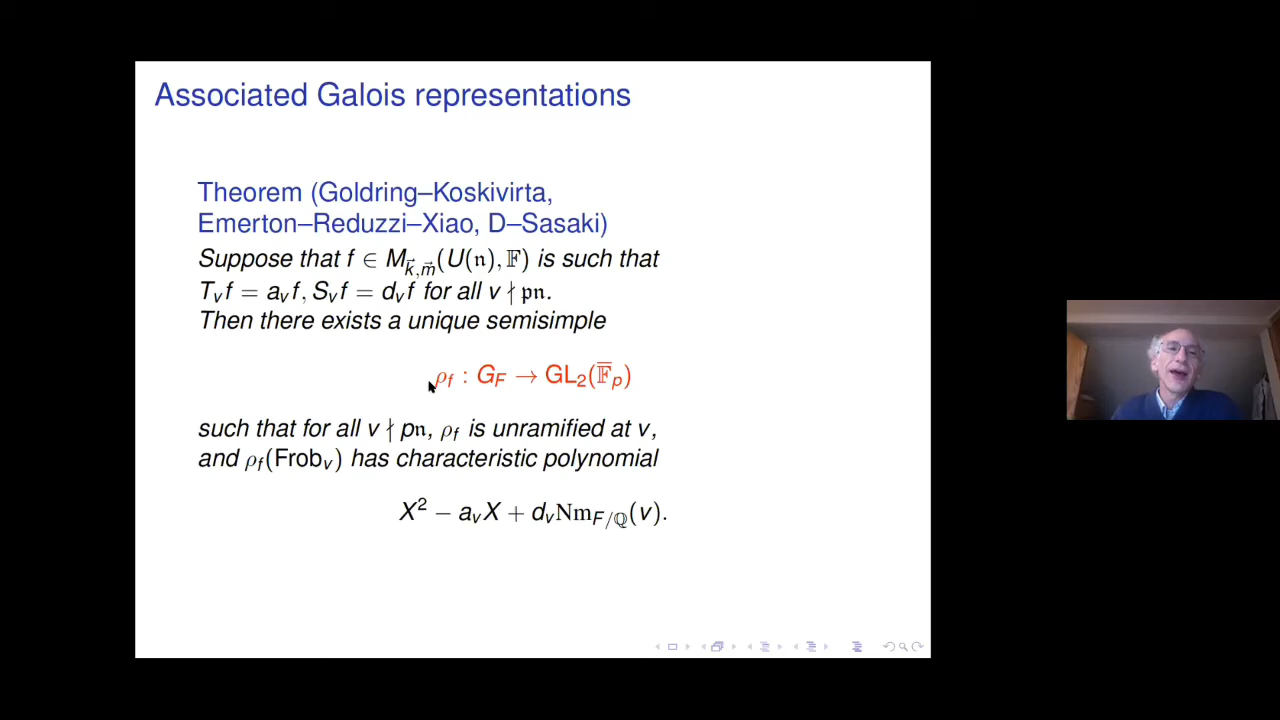 Associated Galois representations
Theorem (Goldring–Koskivirta,
Emerton–Reduzzi–Xiao, D–Sasaki)
Suppose that f ∈ M_{\vec{k},\vec{m}}(U(𝔫), 𝔽) is such that
T_v f = a_v f, S_v f = d_v f for all v ∤ 𝔭𝔫.
Then there exists a unique semisimple
ρ_f : G_F → GL_2(\overline{𝔽}_p)
such that for all v ∤ p𝔫, ρ_f is unramified at v,
and ρ_f(Frob_v) has characteristic polynomial
X² − a_v X + d_v Nm_{F/ℚ}(v).